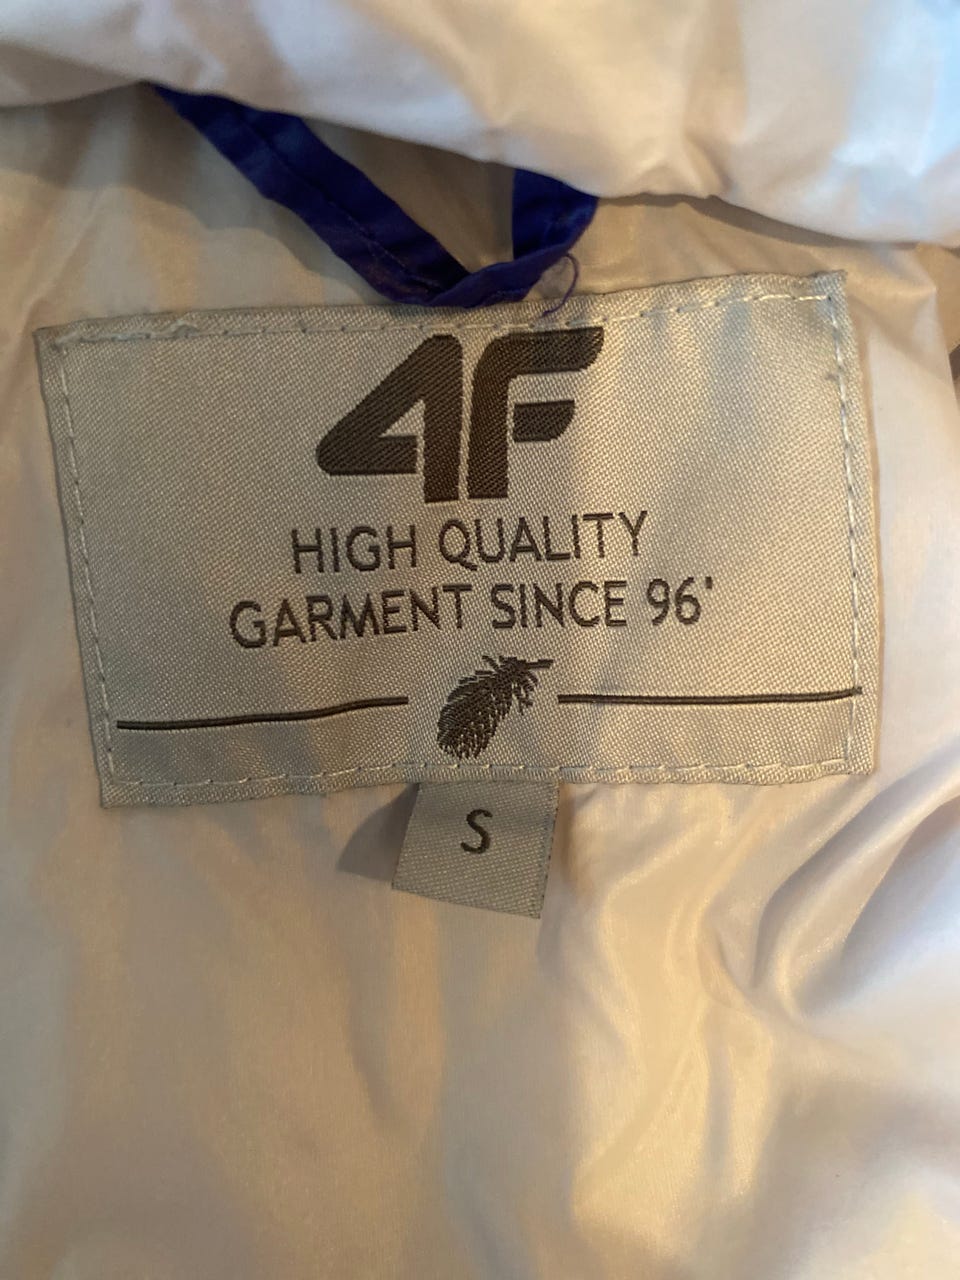 4F
HIGH QUALITY
GARMENT SINCE 96'
S